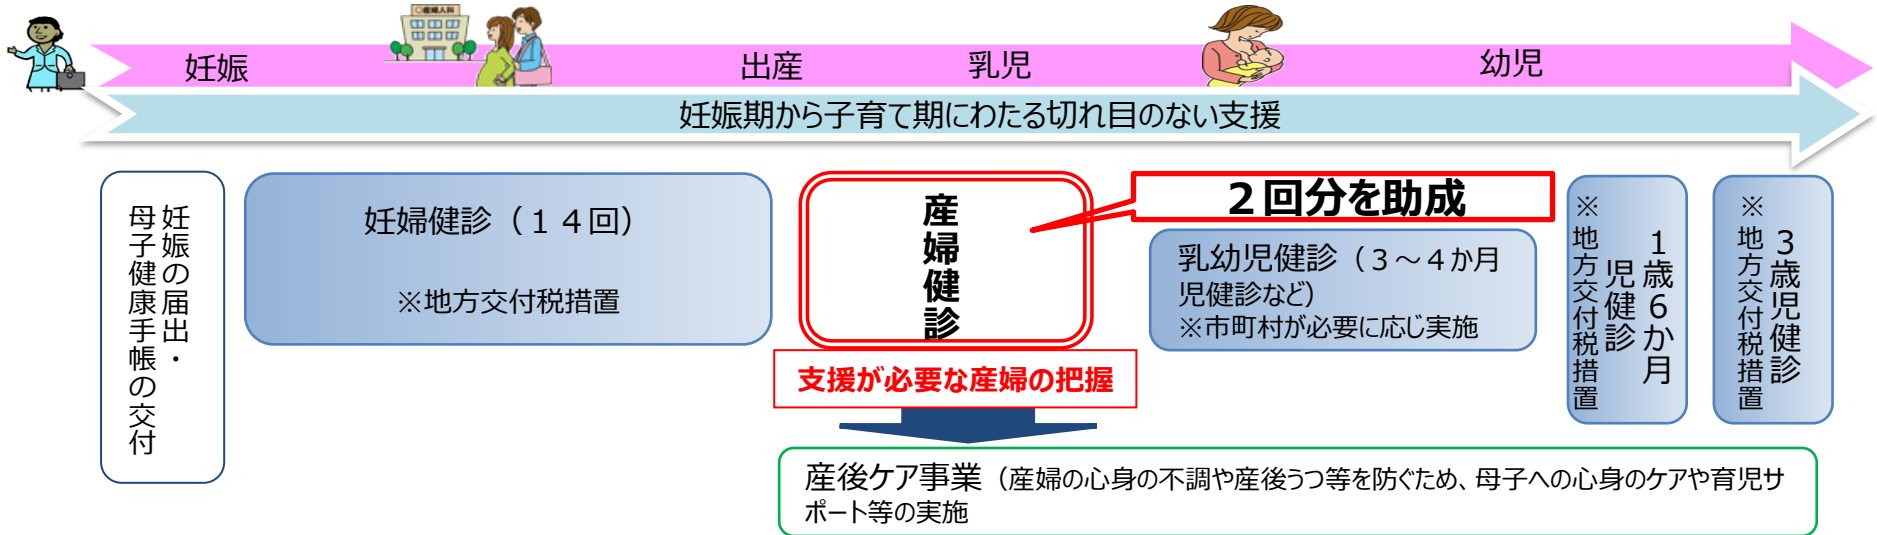 ○産婦人科
妊娠
出産
乳児
幼児
妊娠期から子育て期にわたる切れ目のない支援
妊娠の届出・
母子健康手帳の交付
妊婦健診（１４回）
※地方交付税措置
産婦健診
２回分を助成
支援が必要な産婦の把握
乳幼児健診（３～４か月
児健診など）
※市町村が必要に応じ実施
１歳６か月
児健診
※地方交付税措置
３歳児健診
※地方交付税措置
産後ケア事業（産婦の心身の不調や産後うつ等を防ぐため、母子への心身のケアや育児サ
ポート等の実施